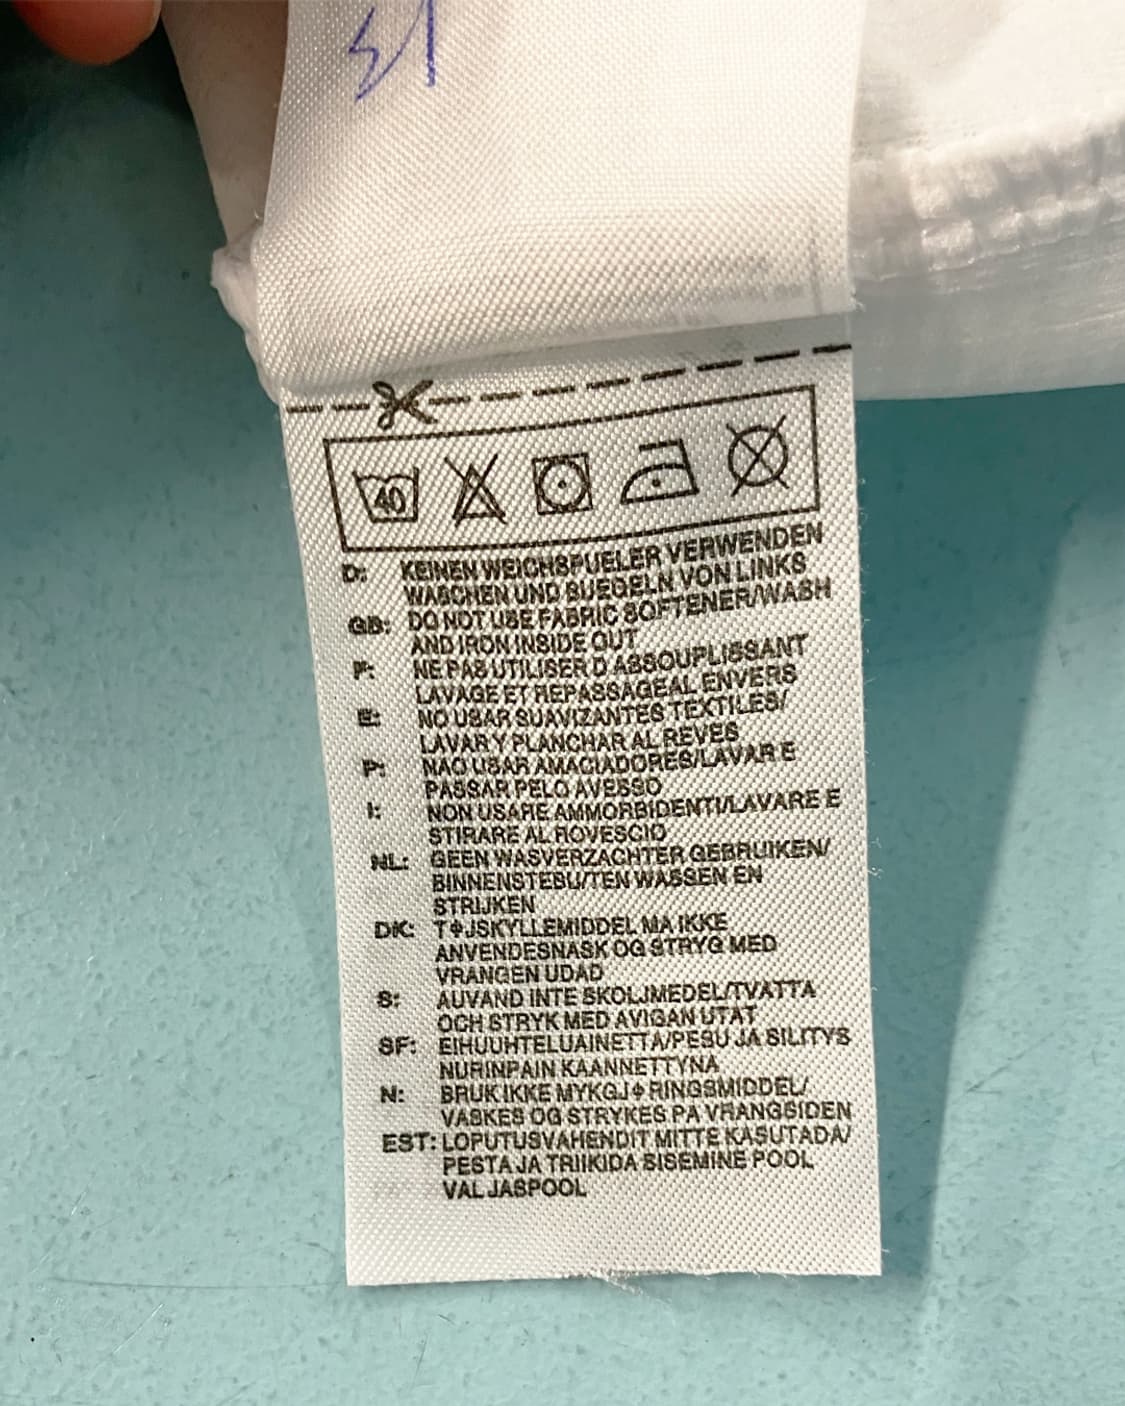 40
D: KEINEN WEICHSPUELER VERWENDEN
WASCHEN UND BUEGELN VON LINKS
GB: DO NOT USE FABRIC SOFTENER/WASH
AND IRON INSIDE OUT
F: NE PAS UTILISER D ASSOUPLISSANT
LAVAGE ET REPASSAGE AL ENVERS
E: NO USAR SUAVIZANTES TEXTILES/
LAVAR Y PLANCHAR AL REVES
P: NAO USAR AMACIADORES/LAVAR E
PASSAR PELO AVESSO
I: NON USARE AMMORBIDENTI/LAVARE E
STIRARE AL ROVESCIO
NL: GEEN WASVERZACHTER GEBRUIKEN/
BINNENSTEBU/TEN WASSEN EN
STRIJKEN
DK: TØJSKYLLEMIDDEL MA IKKE
ANVENDESNASK OG STRYG MED
VRANGEN UDAD
S: AUVAND INTE SKOLJMEDEL/TVATTA
OCH STRYK MED AVIGAN UTAT
SF: EIHUUHTELUAINETTA/PESU JA SILITYS
NURINPAIN KAANNETTYNA
N: BRUK IKKE MYKGJØRINGSMIDDEL/
VASKES OG STRYKES PA VRANGSIDEN
EST: LOPUTUSVAHENDIT MITTE KASUTADA/
PESTA JA TRIIKIDA SISEMINE POOL
VALJASPOOL